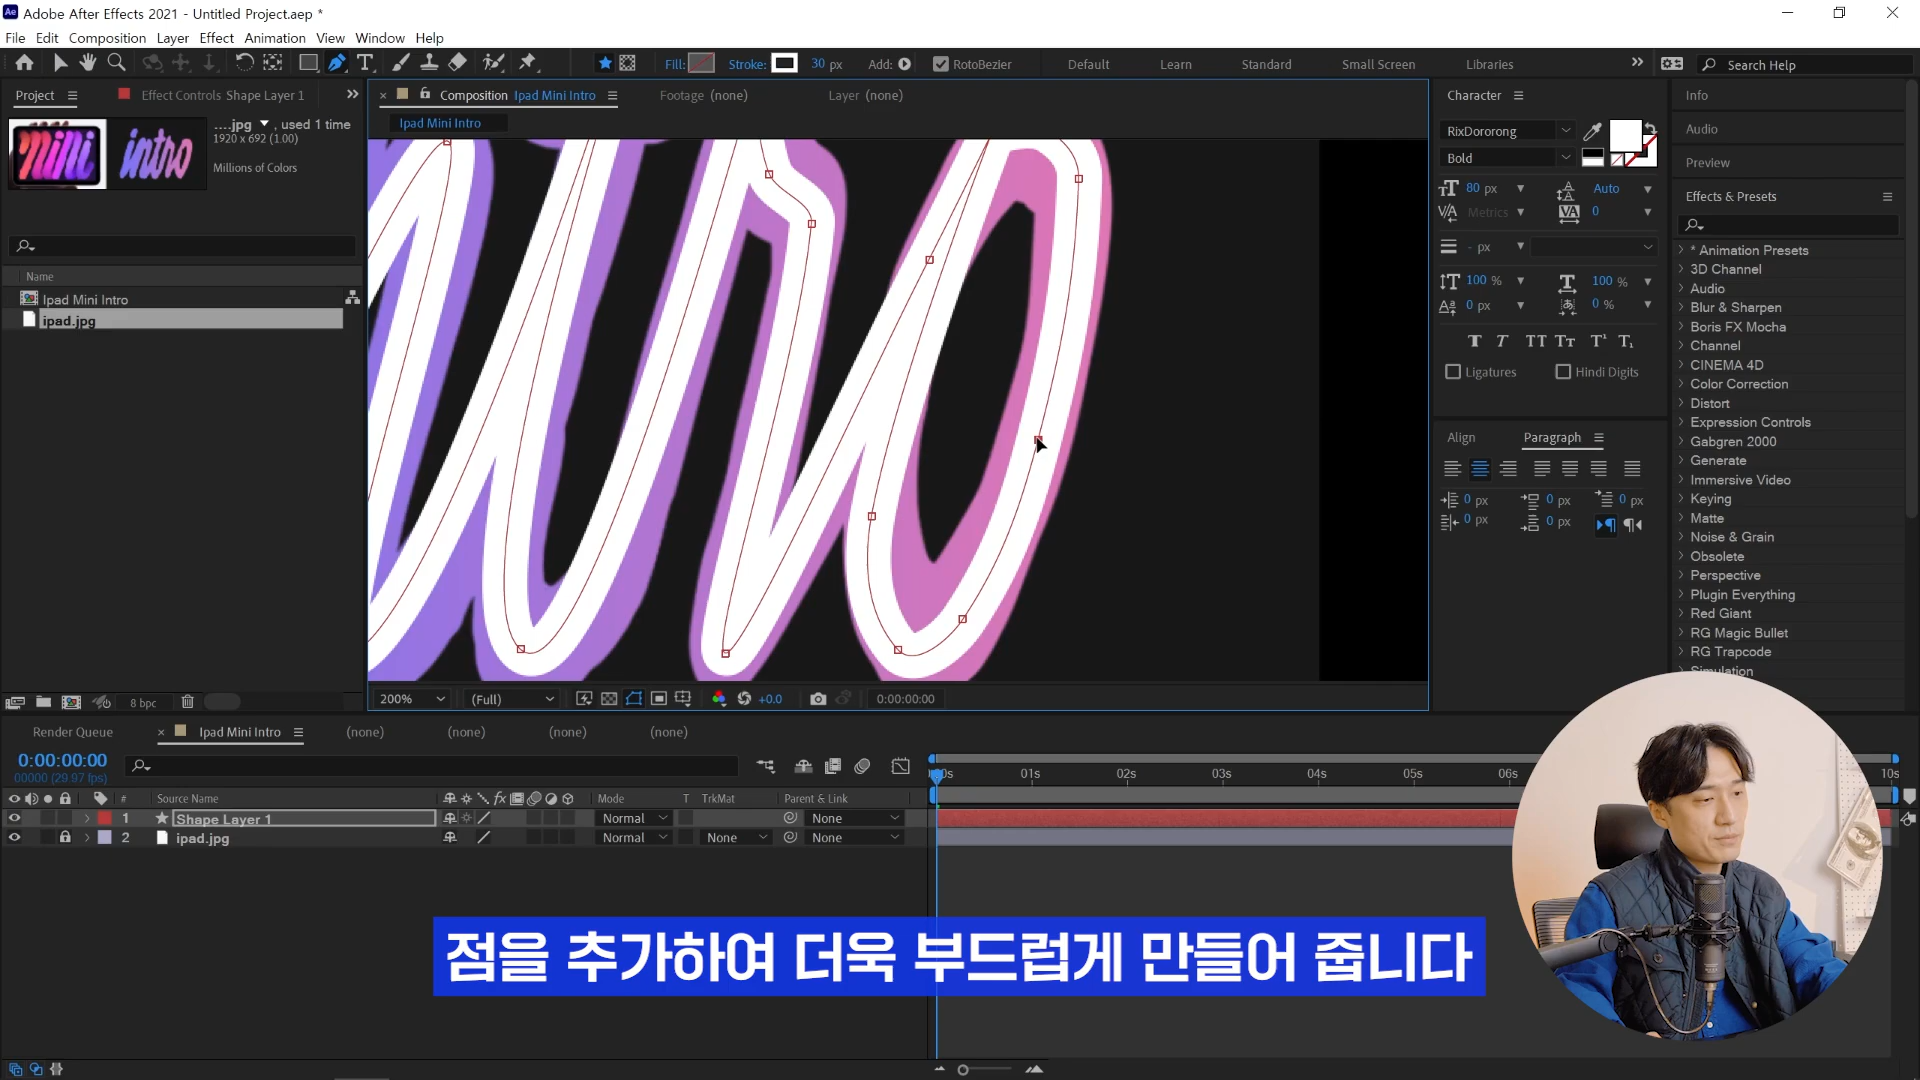 Adobe After Effects 2021 - Untitled Project.aep *
File Edit Composition Layer Effect Animation View Window Help
Fill: Stroke: 30 px Add: RotoBezier Default Learn Standard Small Screen Libraries Search Help
Project Effect Controls Shape Layer 1
Composition Ipad Mini Intro Footage (none) Layer (none)
Ipad Mini Intro
....jpg , used 1 time
1920 x 692 (1.00)
Millions of Colors
mini intro
Name
Ipad Mini Intro
ipad.jpg
8 bpc
200% (Full) +0.0 0:00:00:00
Character
RixDororong
Bold
80 px Auto
Metrics 0
- px
100 % 100 %
0 px 0 %
T T TT Tт T¹ T₁
Ligatures Hindi Digits
Align Paragraph
0 px 0 px 0 px
0 px 0 px
Info
Audio
Preview
Effects & Presets
* Animation Presets
3D Channel
Audio
Blur & Sharpen
Boris FX Mocha
Channel
CINEMA 4D
Color Correction
Distort
Expression Controls
Gabgren 2000
Generate
Immersive Video
Keying
Matte
Noise & Grain
Obsolete
Perspective
Plugin Everything
Red Giant
RG Magic Bullet
RG Trapcode
Simulation
Render Queue Ipad Mini Intro (none) (none) (none) (none)
0:00:00:00
00000 (29.97 fps)
01s 02s 03s 04s 05s 06s 10s
# Source Name Mode T TrkMat Parent & Link
1 Shape Layer 1 Normal None
2 ipad.jpg Normal None None
점을 추가하여 더욱 부드럽게 만들어 줍니다